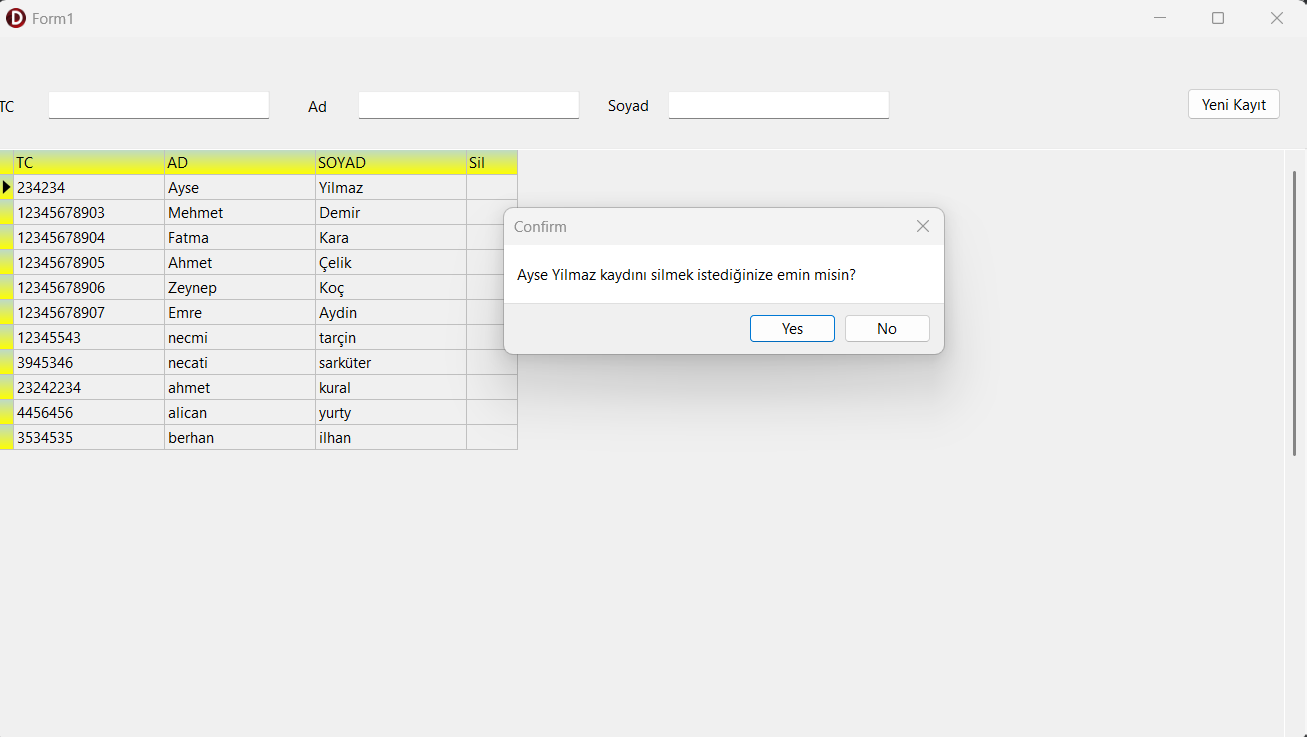 Form1
TC Ad Soyad Yeni Kayıt
TC AD SOYAD Sil
234234 Ayse Yilmaz
12345678903 Mehmet Demir
12345678904 Fatma Kara
12345678905 Ahmet Çelik
12345678906 Zeynep Koç
12345678907 Emre Aydin
12345543 necmi tarçin
3945346 necati sarküter
23242234 ahmet kural
4456456 alican yurty
3534535 berhan ilhan
Confirm
Ayse Yilmaz kaydını silmek istediğinize emin misin?
Yes No